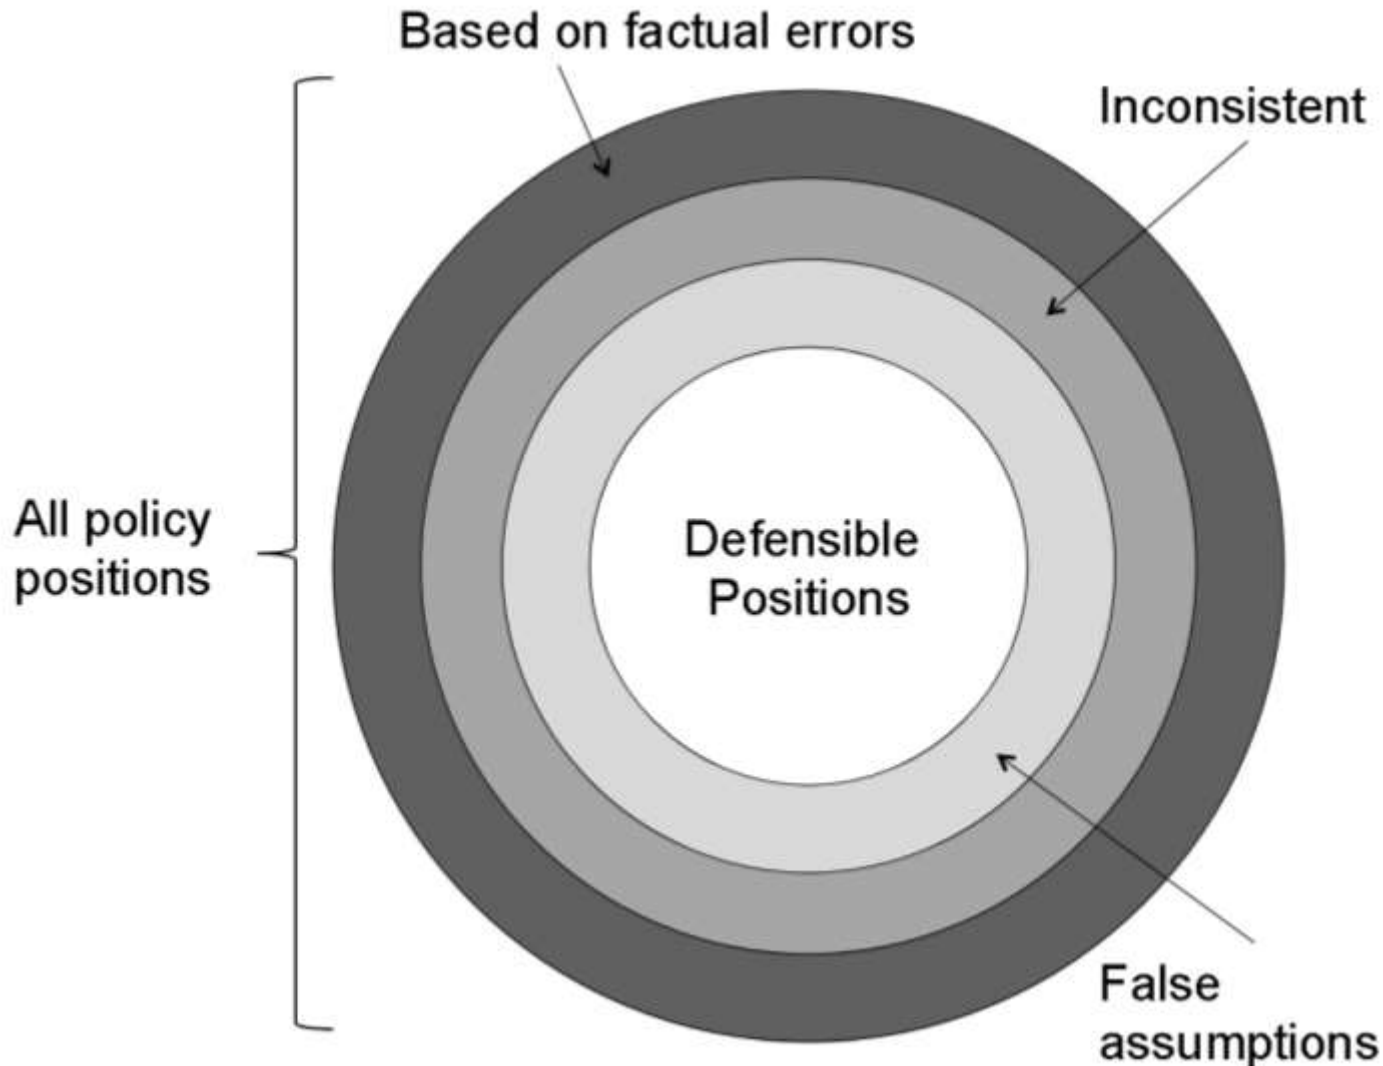 Based on factual errors
Inconsistent
All policy
positions
Defensible
Positions
False
assumptions